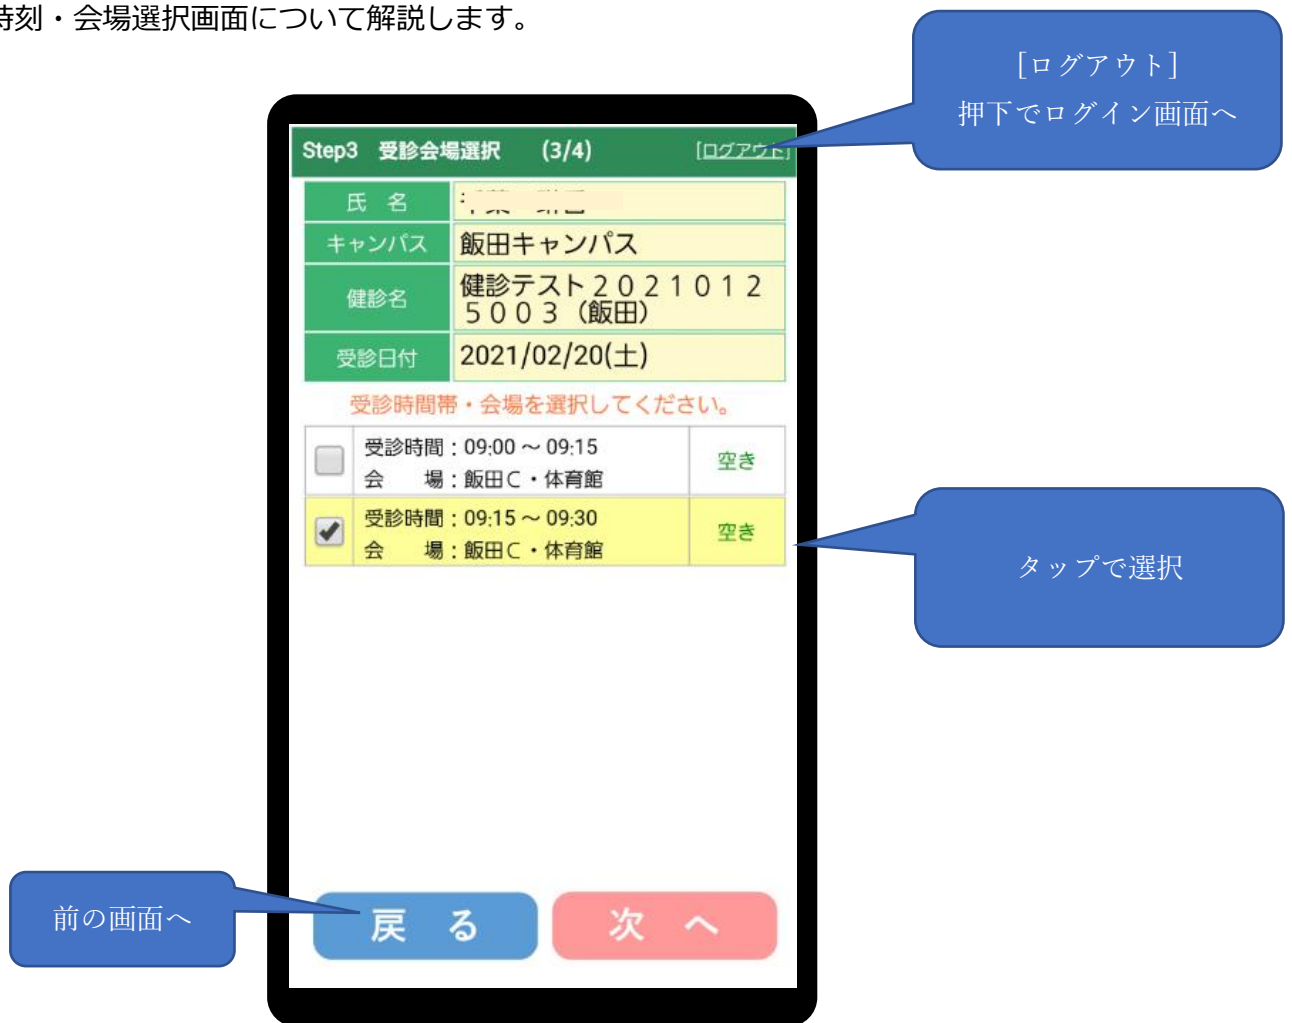 時刻・会場選択画面について解説します。
[ログアウト]
押下でログイン画面へ
Step3 受診会場選択 (3/4) [ログアウト]
氏 名
キャンパス 飯田キャンパス
健診名 健診テスト２０２１０１２
５００３（飯田）
受診日付 2021/02/20(土)
受診時間帯・会場を選択してください。
受診時間：09:00 ～ 09:15 空き
会　場：飯田Ｃ・体育館
受診時間：09:15 ～ 09:30 空き
会　場：飯田Ｃ・体育館
タップで選択
前の画面へ
戻 る 次 へ